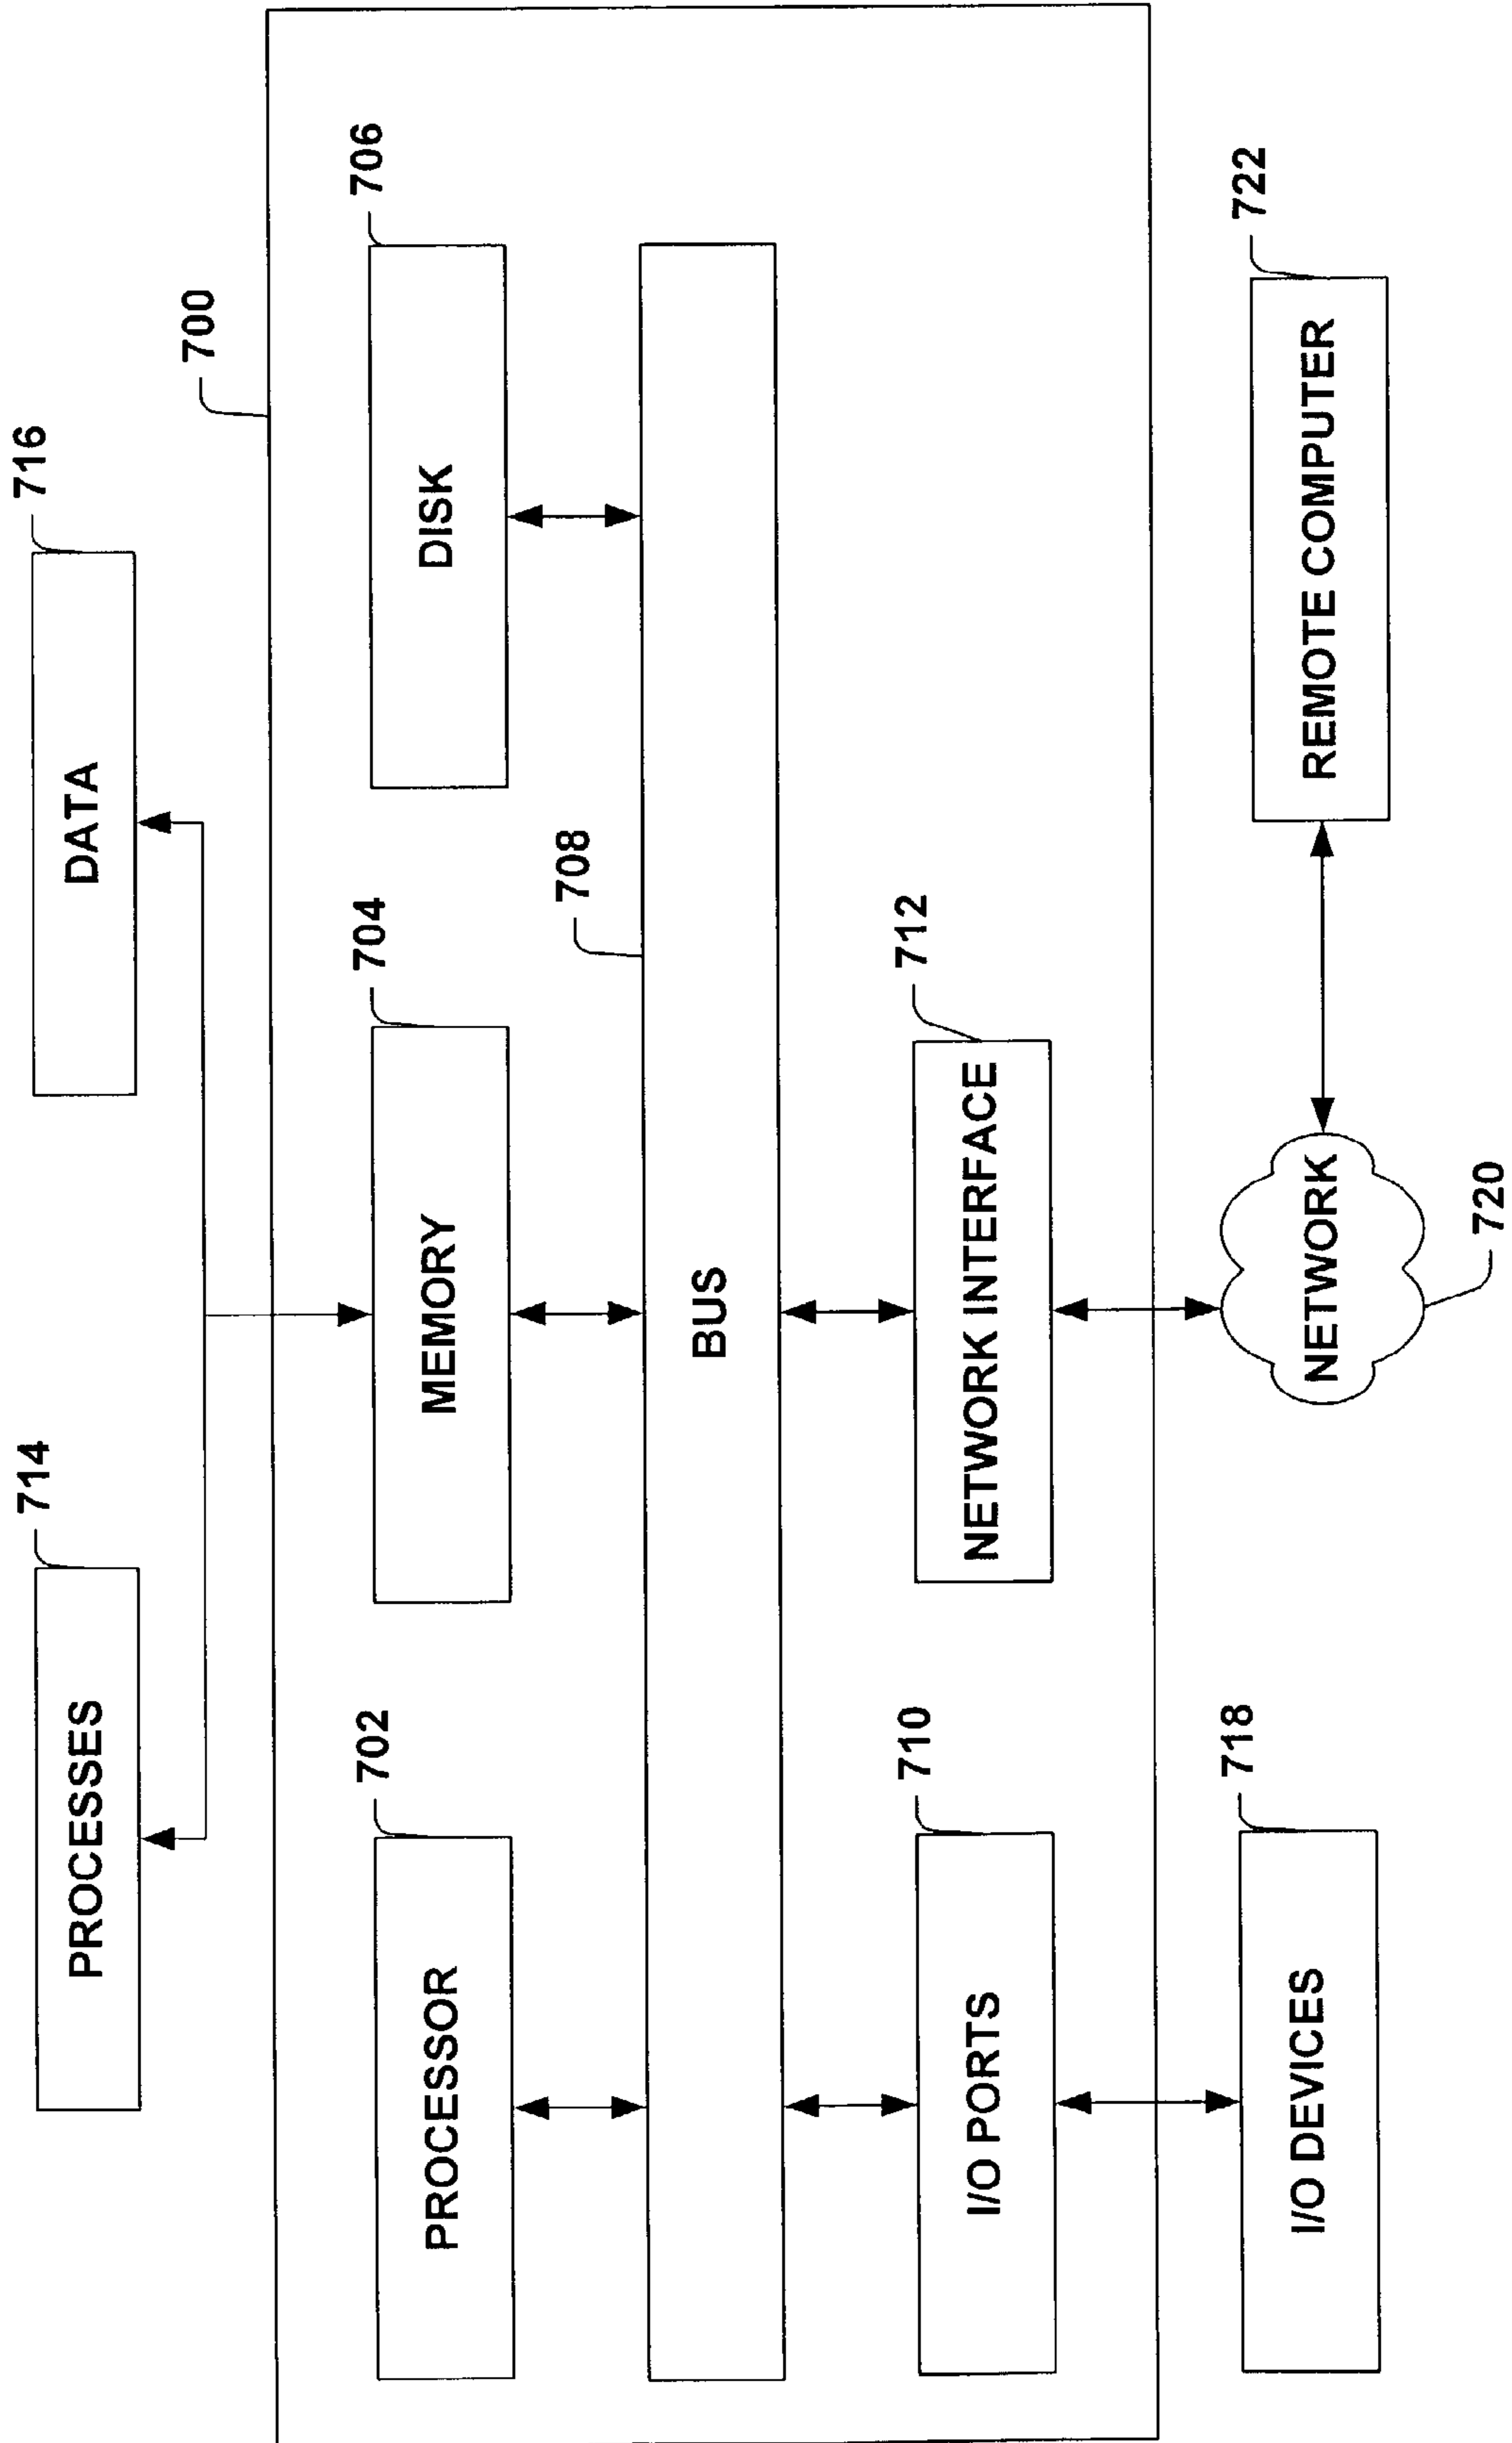 714
PROCESSES
716
DATA
700
702
PROCESSOR
704
MEMORY
706
DISK
708
BUS
710
I/O PORTS
712
NETWORK INTERFACE
718
I/O DEVICES
NETWORK
720
722
REMOTE COMPUTER